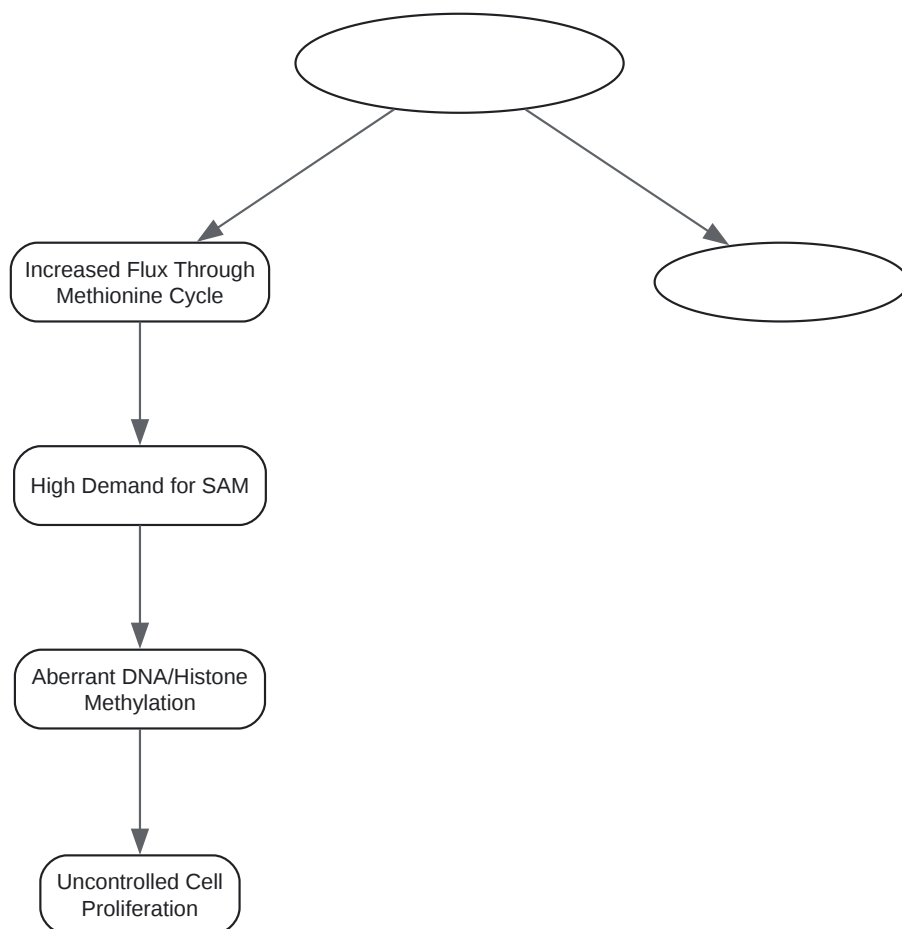 Increased Flux Through
Methionine Cycle
High Demand for SAM
Aberrant DNA/Histone
Methylation
Uncontrolled Cell
Proliferation